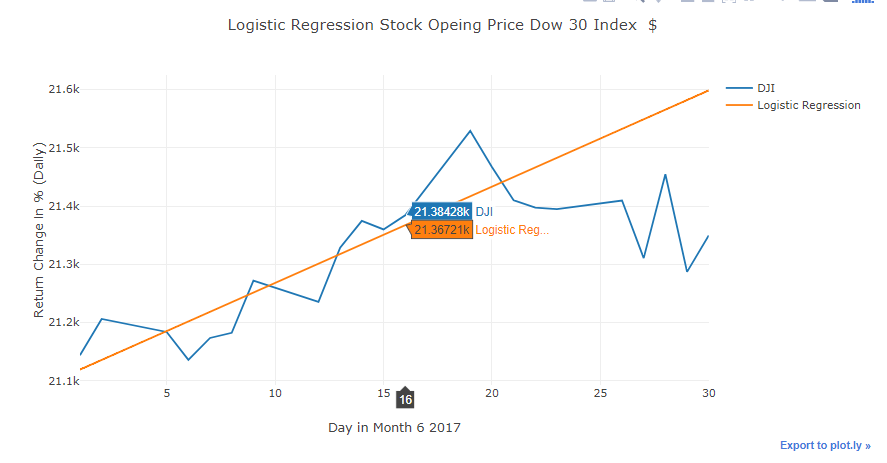 Logistic Regression Stock Opeing Price Dow 30 Index $
DJI
Logistic Regression
Return Change In % (Dally)
21.6k
21.5k
21.4k
21.3k
21.2k
21.1k
21.38428k DJI
21.36721k Logistic Reg...
5
10
15
16
20
25
30
Day in Month 6 2017
Export to plot.ly »